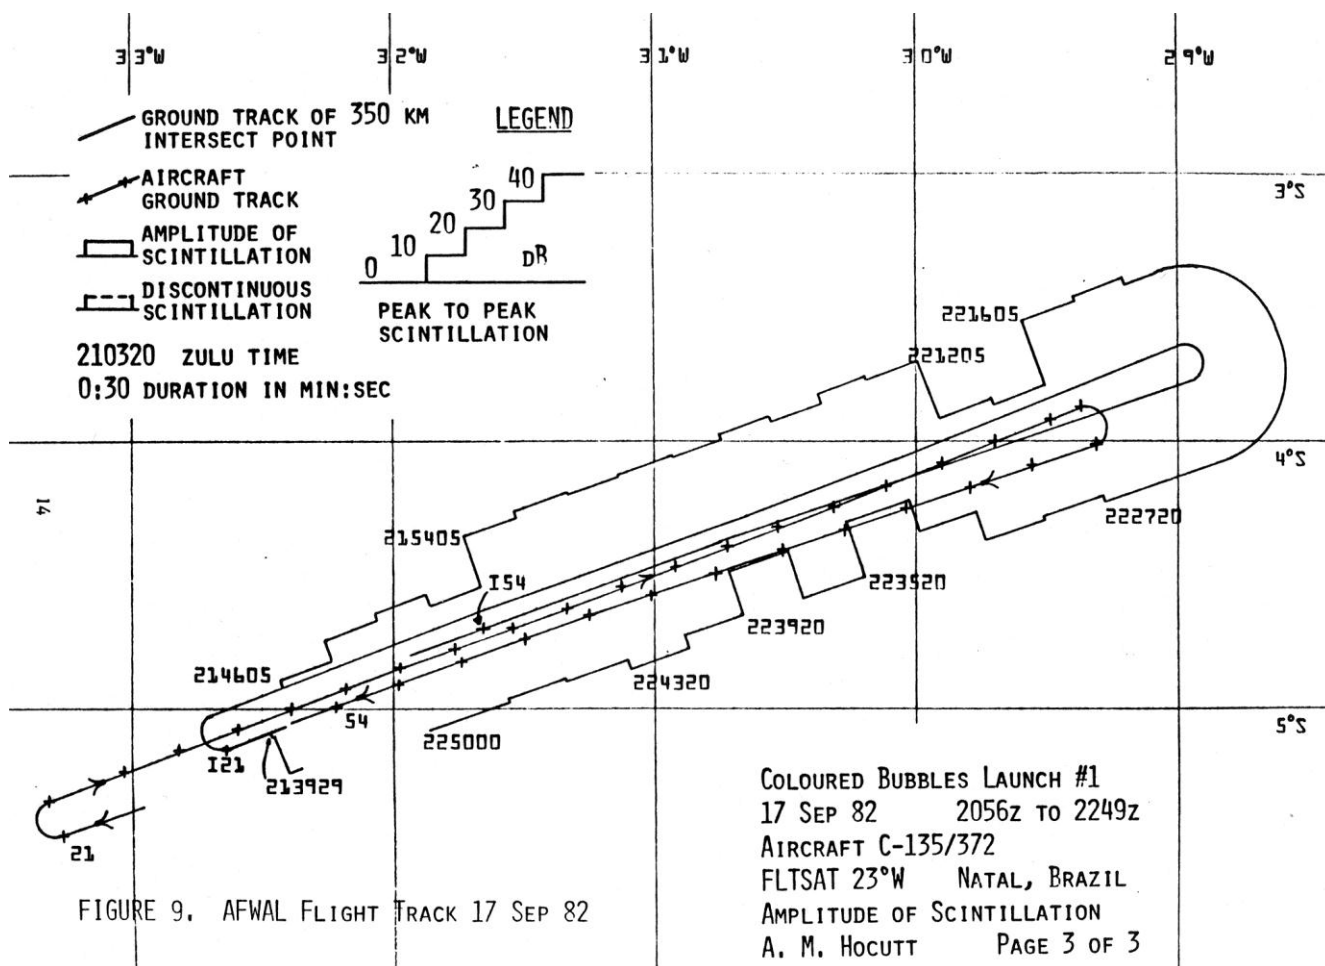 33°W
32°W
31°W
30°W
29°W
GROUND TRACK OF 350 KM
INTERSECT POINT
LEGEND
AIRCRAFT
GROUND TRACK
AMPLITUDE OF
SCINTILLATION
DISCONTINUOUS
SCINTILLATION
0 10 20 30 40
DB
PEAK TO PEAK
SCINTILLATION
210320 ZULU TIME
0:30 DURATION IN MIN:SEC
3°S
4°S
5°S
221605
221205
215405
I54
214605
222720
223520
223920
224320
54
225000
I21
213929
21
14
COLOURED BUBBLES LAUNCH #1
17 SEP 82 2056Z TO 2249Z
AIRCRAFT C-135/372
FLTSAT 23°W NATAL, BRAZIL
AMPLITUDE OF SCINTILLATION
A. M. HOCUTT PAGE 3 OF 3
FIGURE 9. AFWAL FLIGHT TRACK 17 SEP 82